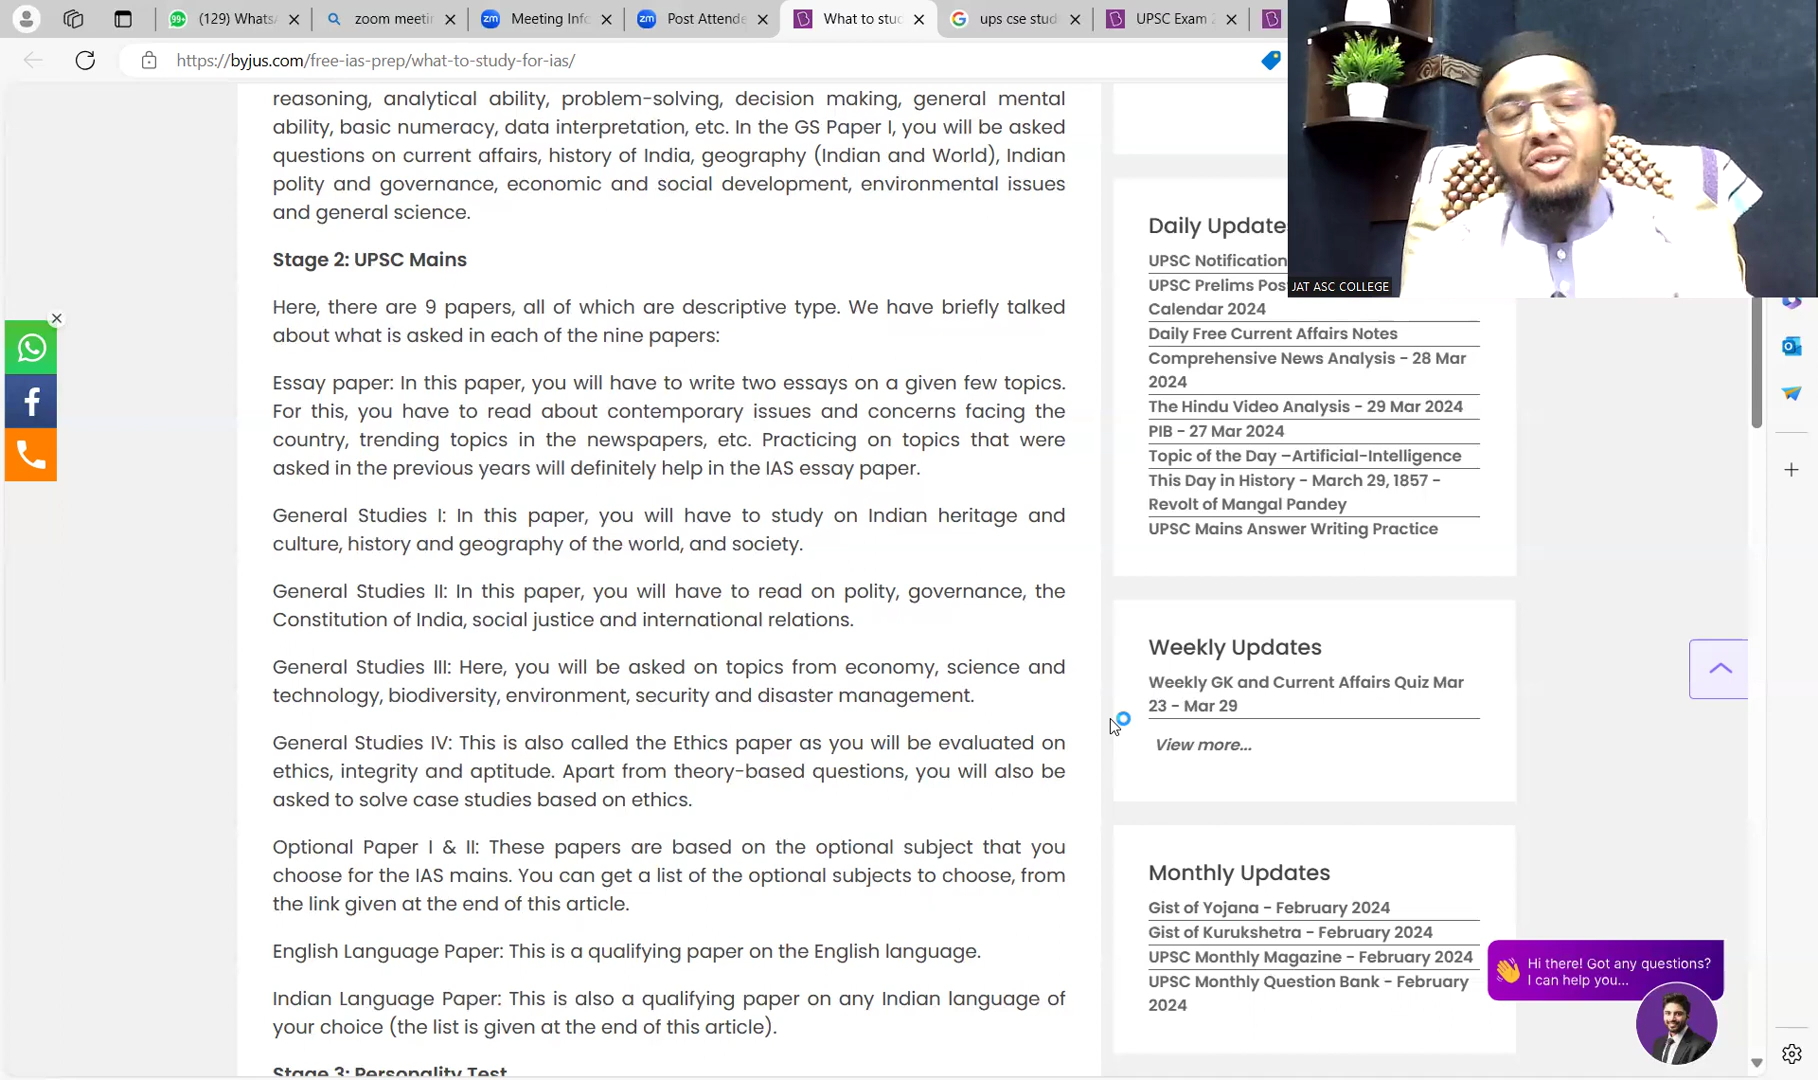 (129) Whats
zoom meeti
Meeting Inf
Post Attend
What to stu
ups cse stud
UPSC Exam
https://byjus.com/free-ias-prep/what-to-study-for-ias/
reasoning, analytical ability, problem-solving, decision making, general mental
ability, basic numeracy, data interpretation, etc. In the GS Paper I, you will be asked
questions on current affairs, history of India, geography (Indian and World), Indian
polity and governance, economic and social development, environmental issues
and general science.
Stage 2: UPSC Mains
Here, there are 9 papers, all of which are descriptive type. We have briefly talked
about what is asked in each of the nine papers:
Essay paper: In this paper, you will have to write two essays on a given few topics.
For this, you have to read about contemporary issues and concerns facing the
country, trending topics in the newspapers, etc. Practicing on topics that were
asked in the previous years will definitely help in the IAS essay paper.
General Studies I: In this paper, you will have to study on Indian heritage and
culture, history and geography of the world, and society.
General Studies II: In this paper, you will have to read on polity, governance, the
Constitution of India, social justice and international relations.
General Studies III: Here, you will be asked on topics from economy, science and
technology, biodiversity, environment, security and disaster management.
General Studies IV: This is also called the Ethics paper as you will be evaluated on
ethics, integrity and aptitude. Apart from theory-based questions, you will also be
asked to solve case studies based on ethics.
Optional Paper I & II: These papers are based on the optional subject that you
choose for the IAS mains. You can get a list of the optional subjects to choose, from
the link given at the end of this article.
English Language Paper: This is a qualifying paper on the English language.
Indian Language Paper: This is also a qualifying paper on any Indian language of
your choice (the list is given at the end of this article).
Stage 3: Personality Test
Daily Update
UPSC Notification
UPSC Prelims Pos
Calendar 2024
Daily Free Current Affairs Notes
Comprehensive News Analysis - 28 Mar
2024
The Hindu Video Analysis - 29 Mar 2024
PIB - 27 Mar 2024
Topic of the Day –Artificial-Intelligence
This Day in History - March 29, 1857 -
Revolt of Mangal Pandey
UPSC Mains Answer Writing Practice
Weekly Updates
Weekly GK and Current Affairs Quiz Mar
23 - Mar 29
View more...
Monthly Updates
Gist of Yojana - February 2024
Gist of Kurukshetra - February 2024
UPSC Monthly Magazine - February 2024
UPSC Monthly Question Bank - February
2024
JAT ASC COLLEGE
Hi there! Got any questions?
I can help you...